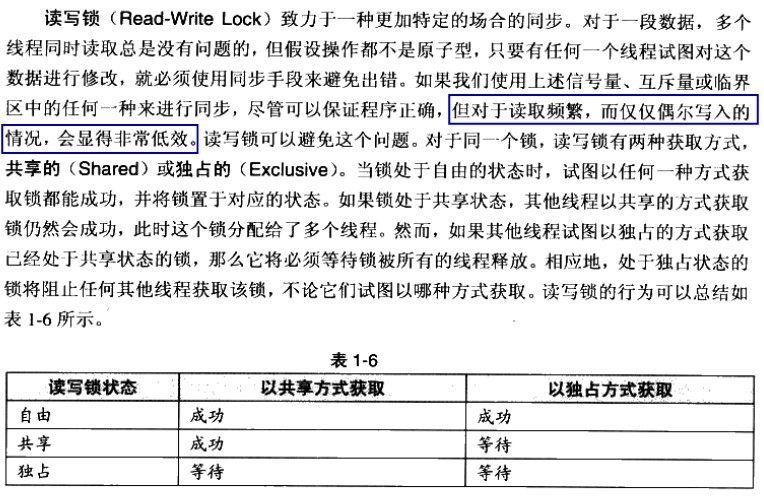 读写锁（Read-Write Lock）致力于一种更加特定的场合的同步。对于一段数据，多个
线程同时读取总是没有问题的，但假设操作都不是原子型，只要有任何一个线程试图对这个
数据进行修改，就必须使用同步手段来避免出错。如果我们使用上述信号量、互斥量或临界
区中的任何一种来进行同步，尽管可以保证程序正确，但对于读取频繁，而仅仅偶尔写入的
情况，会显得非常低效。读写锁可以避免这个问题。对于同一个锁，读写锁有两种获取方式，
共享的（Shared）或独占的（Exclusive）。当锁处于自由的状态时，试图以任何一种方式获
取锁都能成功，并将锁置于对应的状态。如果锁处于共享状态，其他线程以共享的方式获取
锁仍然会成功，此时这个锁分配给了多个线程。然而，如果其他线程试图以独占的方式获取
已经处于共享状态的锁，那么它将必须等待锁被所有的线程释放。相应地，处于独占状态的
锁将阻止任何其他线程获取该锁，不论它们试图以哪种方式获取。读写锁的行为可以总结如
表 1-6 所示。
表 1-6
读写锁状态 以共享方式获取 以独占方式获取
自由 成功 成功
共享 成功 等待
独占 等待 等待